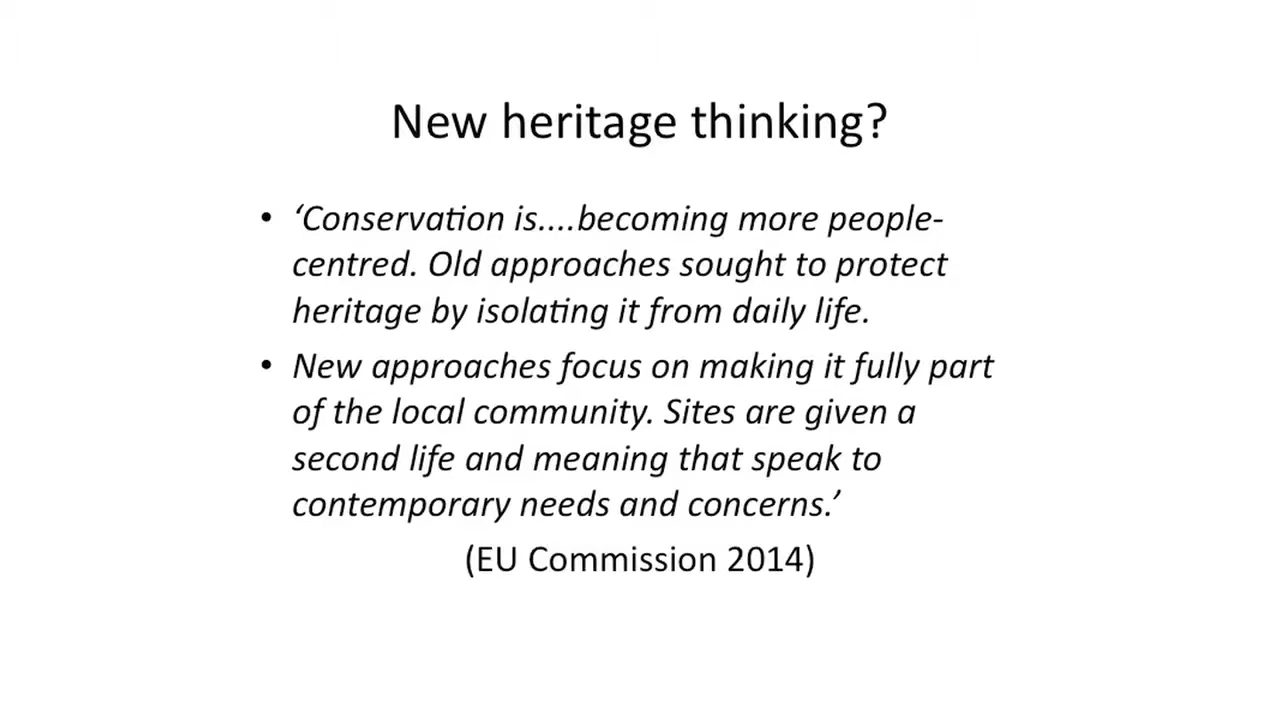 New heritage thinking?
• ‘Conservation is....becoming more people-
centred. Old approaches sought to protect
heritage by isolating it from daily life.
• New approaches focus on making it fully part
of the local community. Sites are given a
second life and meaning that speak to
contemporary needs and concerns.’
(EU Commission 2014)